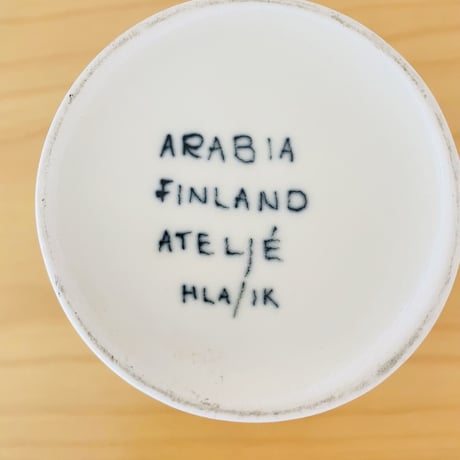 ARABIA
FINLAND
ATELJÉ
HLA/IK